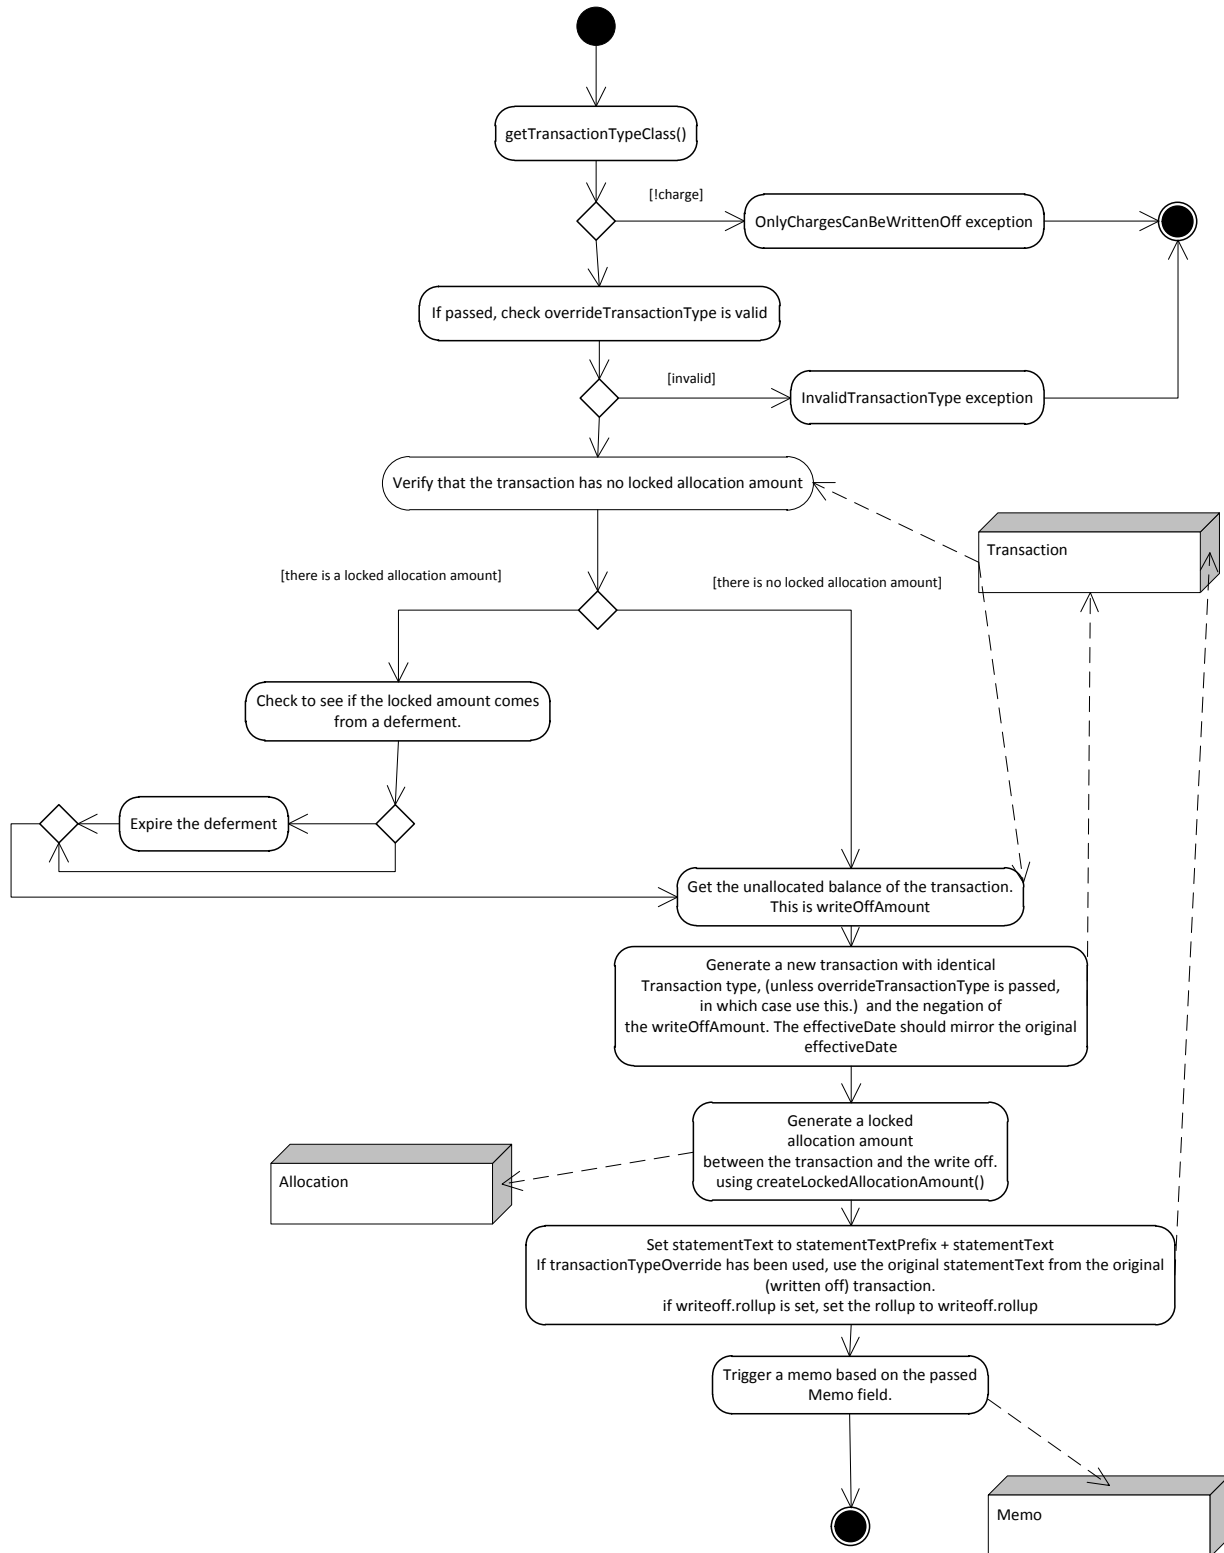 getTransactionTypeClass()
[!charge]
OnlyChargesCanBeWrittenOff exception
If passed, check overrideTransactionType is valid
[invalid]
InvalidTransactionType exception
Verify that the transaction has no locked allocation amount
Transaction
[there is a locked allocation amount]
[there is no locked allocation amount]
Check to see if the locked amount comes
from a deferment.
Expire the deferment
Get the unallocated balance of the transaction.
This is writeOffAmount
Generate a new transaction with identical
Transaction type, (unless overrideTransactionType is passed,
in which case use this.)  and the negation of
the writeOffAmount. The effectiveDate should mirror the original
effectiveDate
Generate a locked
allocation amount
between the transaction and the write off.
using createLockedAllocationAmount()
Allocation
Set statementText to statementTextPrefix + statementText
If transactionTypeOverride has been used, use the original statementText from the original
(written off) transaction.
if writeoff.rollup is set, set the rollup to writeoff.rollup
Trigger a memo based on the passed
Memo field.
Memo